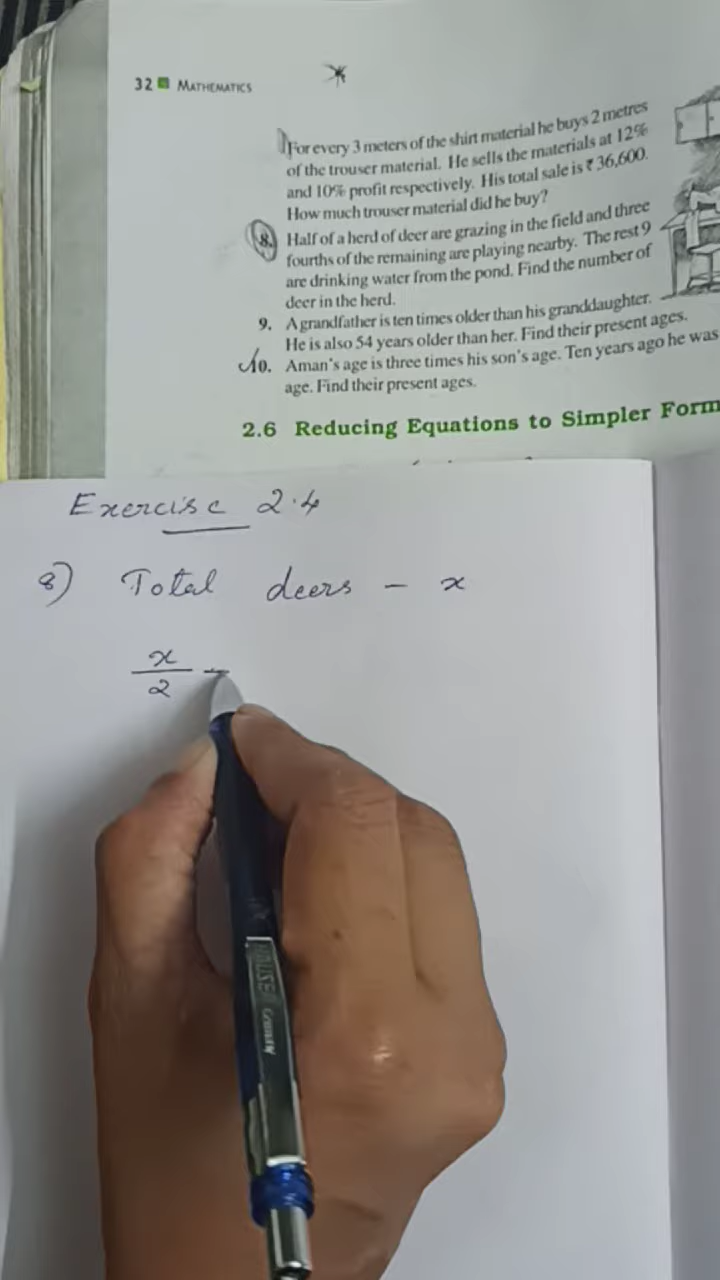 32 MATHEMATICS
For every 3 meters of the shirt material he buys 2 metres
of the trouser material. He sells the materials at 12%
and 10% profit respectively. His total sale is ₹ 36,600.
How much trouser material did he buy?
8. Half of a herd of deer are grazing in the field and three
fourths of the remaining are playing nearby. The rest 9
are drinking water from the pond. Find the number of
deer in the herd.
9. A grandfather is ten times older than his granddaughter.
He is also 54 years older than her. Find their present ages.
10. Aman's age is three times his son's age. Ten years ago he was
age. Find their present ages.
2.6 Reducing Equations to Simpler Form
Exercise 2.4
8) Total deers - x
x/2 -